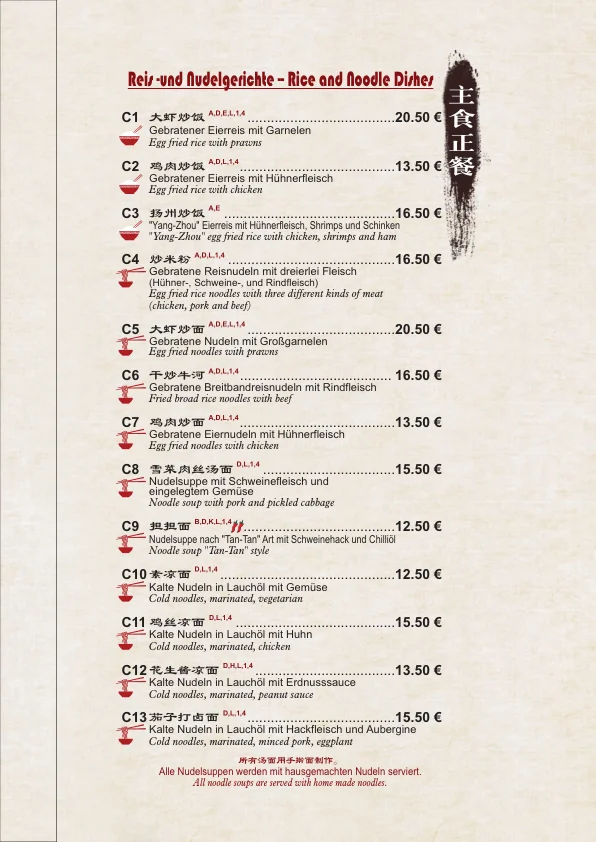 Reis -und Nudelgerichte – Rice and Noodle Dishes
主食正餐
C1 大虾炒饭 A,D,E,L,1,4 ......................................20.50 €
Gebratener Eierreis mit Garnelen
Egg fried rice with prawns
C2 鸡肉炒饭 A,D,L,1,4 ........................................13.50 €
Gebratener Eierreis mit Hühnerfleisch
Egg fried rice with chicken
C3 扬州炒饭 A,E ............................................16.50 €
"Yang-Zhou" Eierreis mit Hühnerfleisch, Shrimps und Schinken
"Yang-Zhou" egg fried rice with chicken, shrimps and ham
C4 炒米粉 A,D,L,1,4 ...........................................16.50 €
Gebratene Reisnudeln mit dreierlei Fleisch
(Hühner-, Schweine-, und Rindfleisch)
Egg fried rice noodles with three different kinds of meat
(chicken, pork and beef)
C5 大虾炒面 A,D,E,L,1,4 ......................................20.50 €
Gebratene Nudeln mit Großgarnelen
Egg fried noodles with prawns
C6 干炒牛河 A,D,L,1,4 ....................................... 16.50 €
Gebratene Breitbandreisnudeln mit Rindfleisch
Fried broad rice noodles with beef
C7 鸡肉炒面 A,D,L,1,4 ........................................13.50 €
Gebratene Eiernudeln mit Hühnerfleisch
Egg fried noodles with chicken
C8 雪菜肉丝汤面 D,L,1,4 ...................................15.50 €
Nudelsuppe mit Schweinefleisch und
eingelegtem Gemüse
Noodle soup with pork and pickled cabbage
C9 担担面 B,D,K,L,1,4 .......................................12.50 €
Nudelsuppe nach "Tan-Tan" Art mit Schweinehack und Chilliöl
Noodle soup "Tan-Tan" style
C10 素凉面 D,L,1,4 .............................................12.50 €
Kalte Nudeln in Lauchöl mit Gemüse
Cold noodles, marinated, vegetarian
C11 鸡丝凉面 D,L,1,4 .........................................15.50 €
Kalte Nudeln in Lauchöl mit Huhn
Cold noodles, marinated, chicken
C12 花生酱凉面 D,H,L,1,4 ....................................13.50 €
Kalte Nudeln in Lauchöl mit Erdnusssauce
Cold noodles, marinated, peanut sauce
C13 茄子打卤面 D,L,1,4 ......................................15.50 €
Kalte Nudeln in Lauchöl mit Hackfleisch und Aubergine
Cold noodles, marinated, minced pork, eggplant
所有汤面用手擀面制作。
Alle Nudelsuppen werden mit hausgemachten Nudeln serviert.
All noodle soups are served with home made noodles.